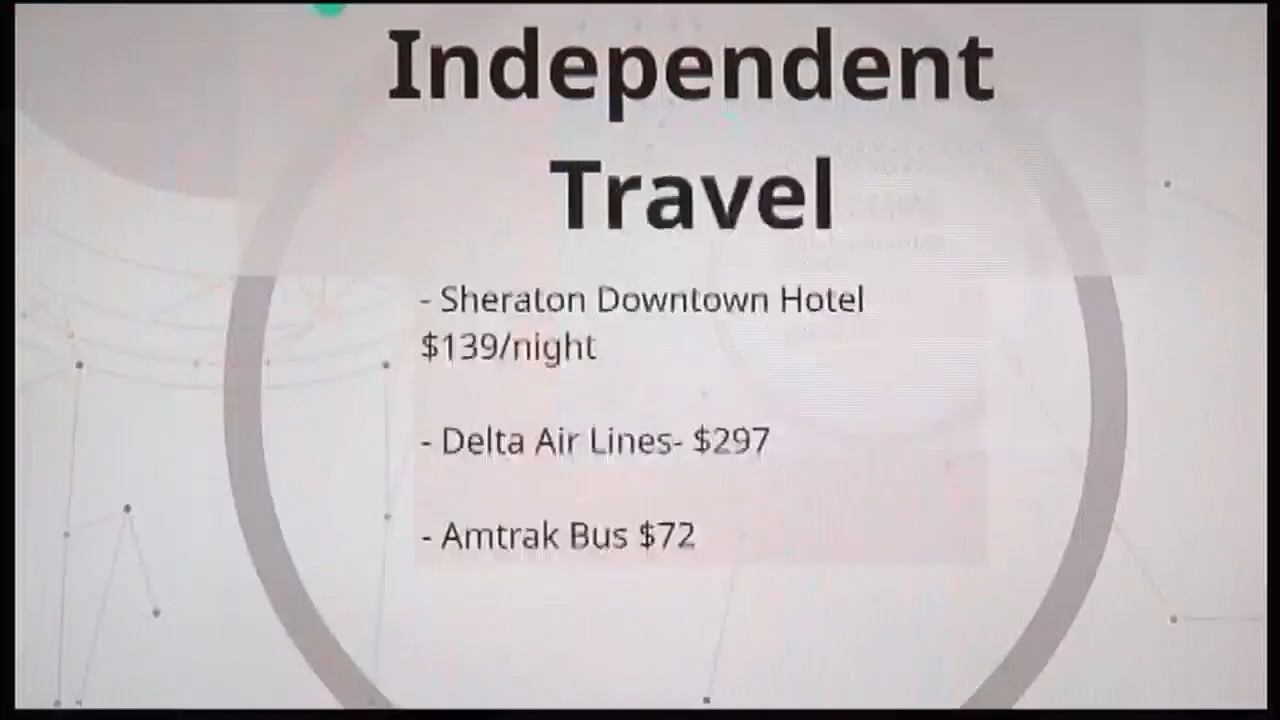 Independent
Travel
- Sheraton Downtown Hotel
$139/night
- Delta Air Lines- $297
- Amtrak Bus $72